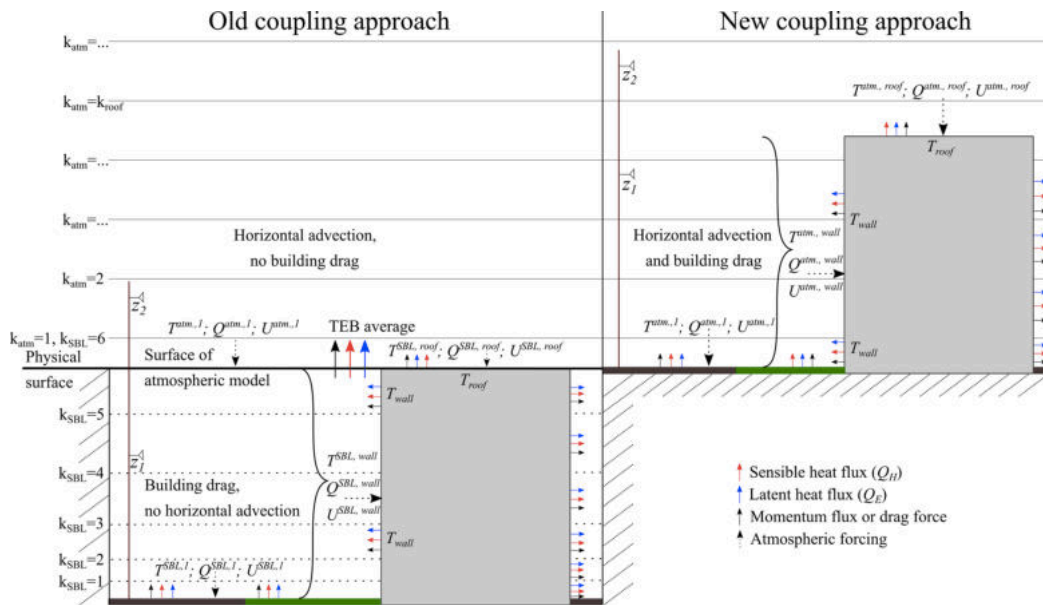 Old coupling approach
New coupling approach
k_atm=...
k_atm=k_roof
k_atm=...
k_atm=...
k_atm=2
k_atm=1, k_SBL=6
Physical
surface
k_SBL=5
k_SBL=4
k_SBL=3
k_SBL=2
k_SBL=1
z_2
z_1
Horizontal advection,
no building drag
T^atm.,1; Q^atm.,1; U^atm.,1
TEB average
Surface of
atmospheric model
T^SBL, roof; Q^SBL, roof; U^SBL, roof
T_roof
T_wall
T^SBL, wall
Q^SBL, wall
U^SBL, wall
Building drag,
no horizontal advection
T_wall
T^SBL,1; Q^SBL,1; U^SBL,1
z_2
z_1
T^atm., roof; Q^atm., roof; U^atm., roof
T_roof
T_wall
Horizontal advection
and building drag
T^atm., wall
Q^atm., wall
U^atm., wall
T^atm.,1; Q^atm.,1; U^atm.,1
T_wall
Sensible heat flux (Q_H)
Latent heat flux (Q_E)
Momentum flux or drag force
Atmospheric forcing